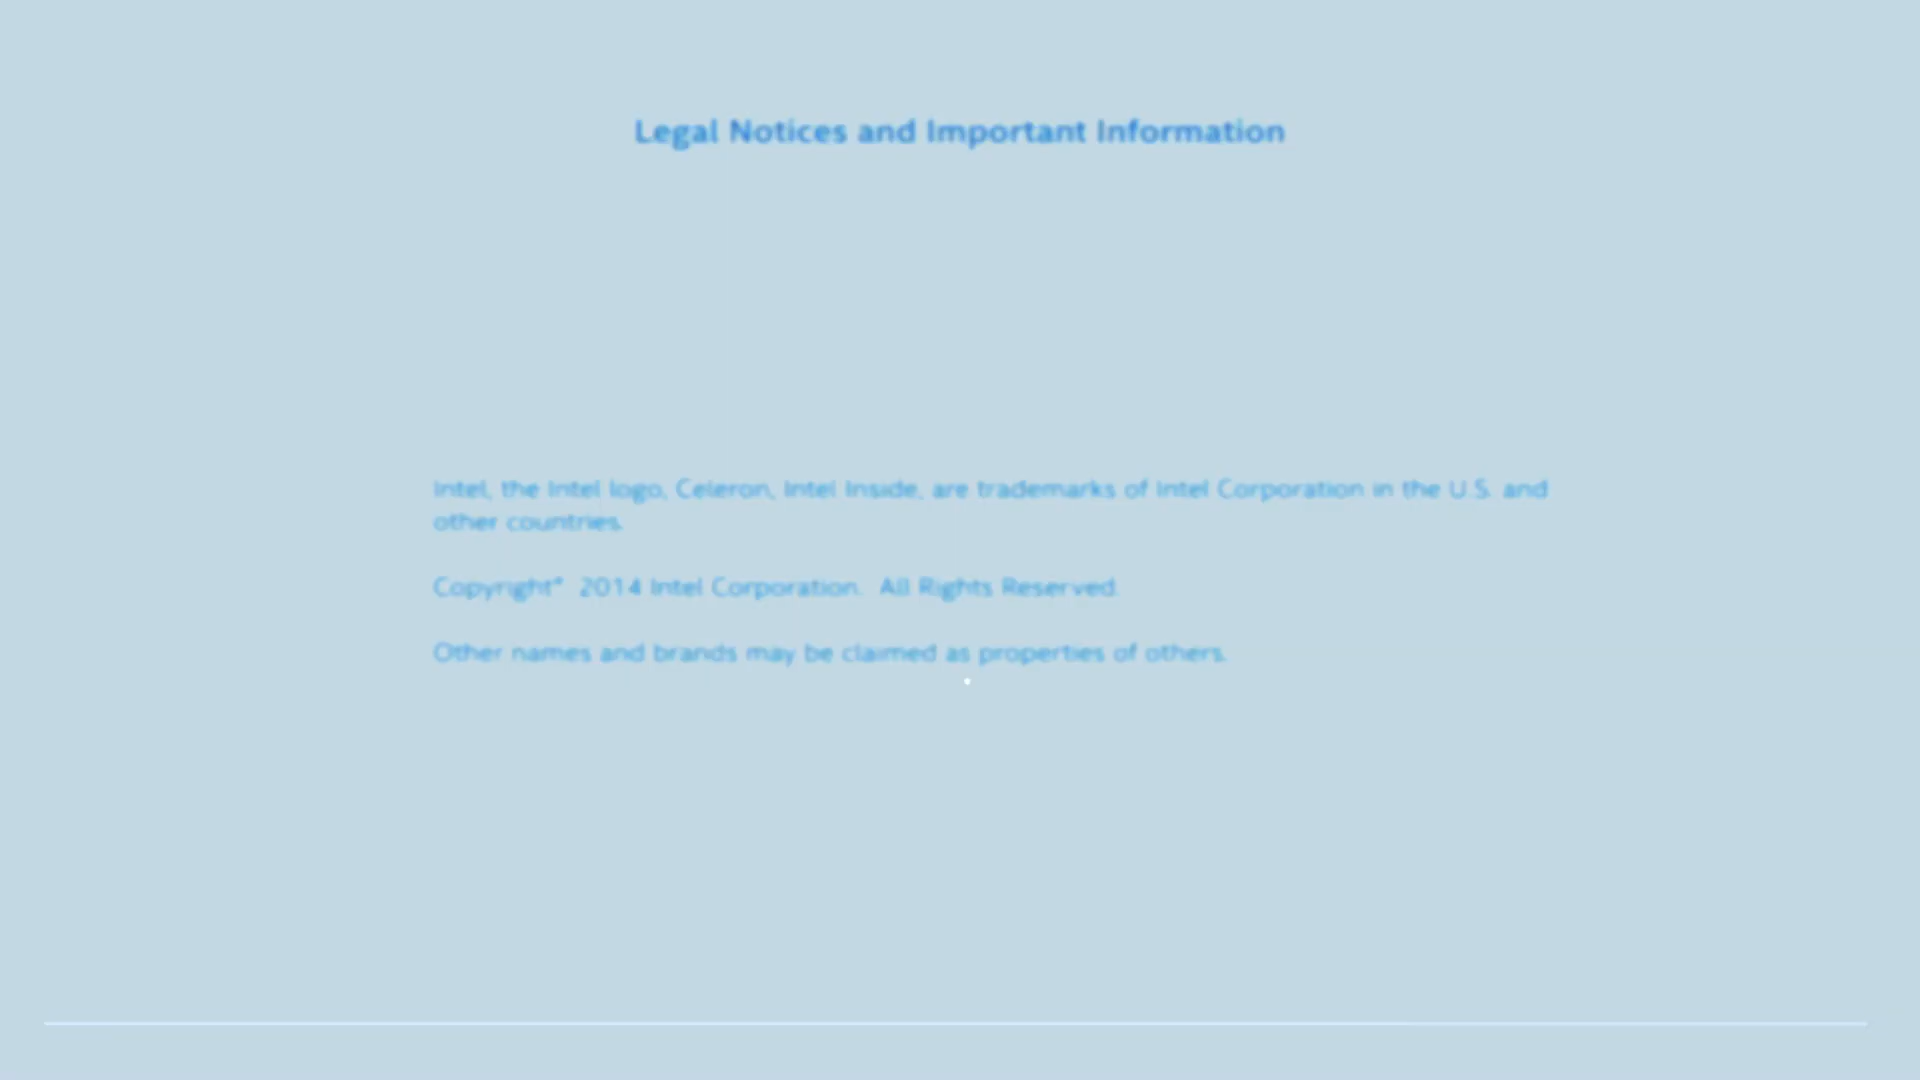 Legal Notices and Important Information
Intel, the Intel logo, Celeron, Intel Inside, are trademarks of Intel Corporation in the U.S. and
other countries.
Copyright® 2014 Intel Corporation. All Rights Reserved.
Other names and brands may be claimed as properties of others.